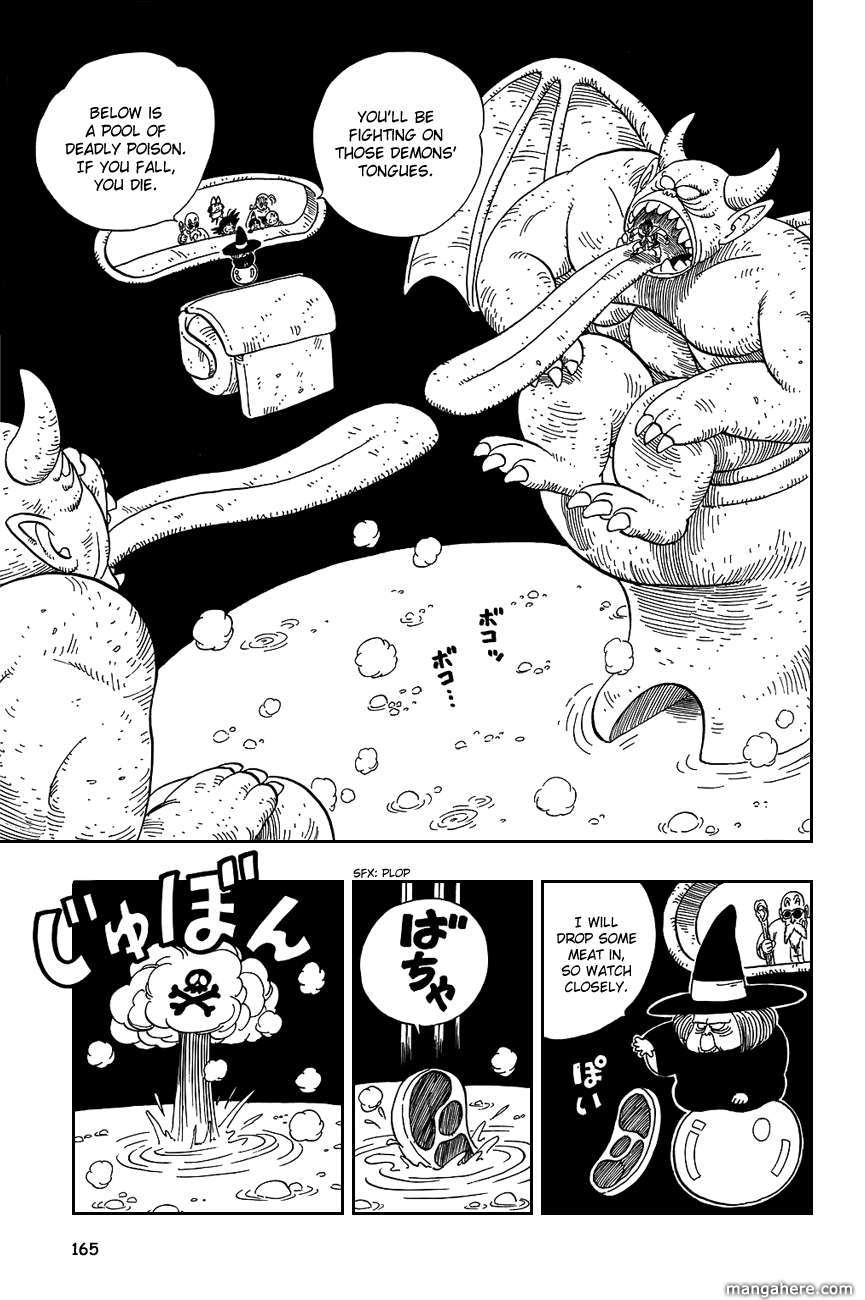 YOU'LL BE
FIGHTING ON
THOSE DEMONS'
TONGUES.
BELOW IS
A POOL OF
DEADLY POISON.
IF YOU FALL,
YOU DIE.
ボコッ
ボコ…
I WILL
DROP SOME
MEAT IN,
SO WATCH
CLOSELY.
ぽい
SFX: PLOP
ばちゃ
じゅぼん
165
mangahere.com